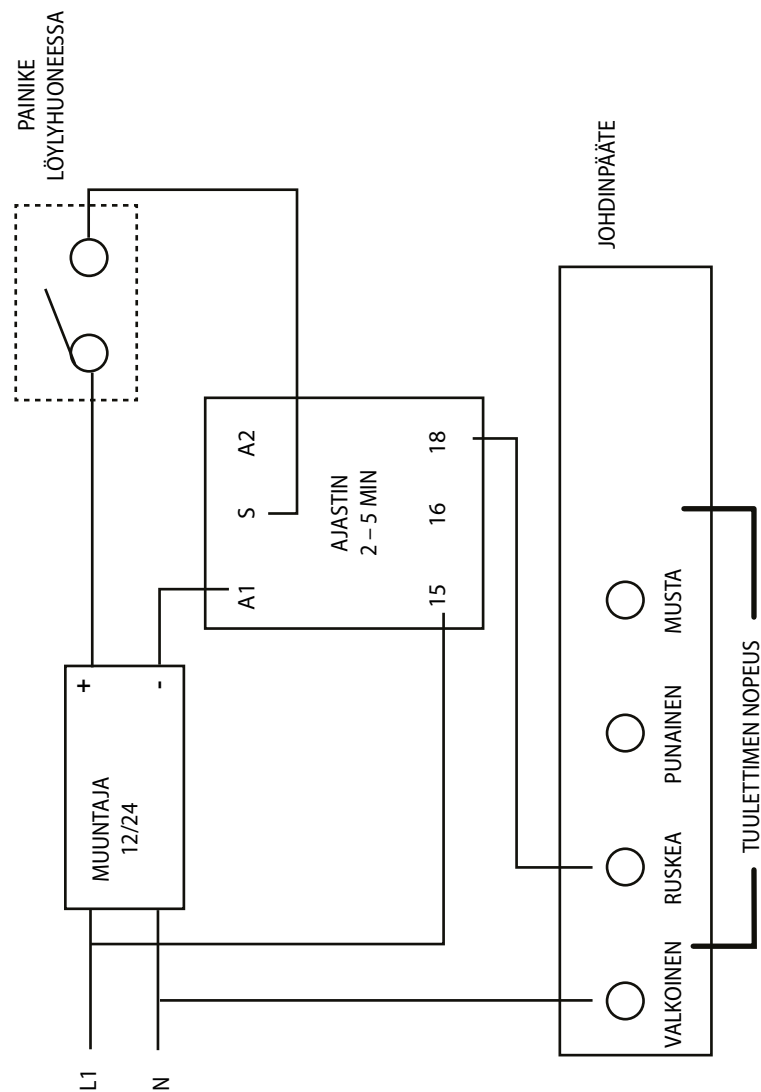 PAINIKE
LÖYLYHUONEESSA
L1
N
MUUNTAJA
12/24
+
-
A1
S
A2
AJASTIN
2 – 5 MIN
15
16
18
JOHDINPÄÄTE
VALKOINEN
RUSKEA
PUNAINEN
MUSTA
TUULETTIMEN NOPEUS